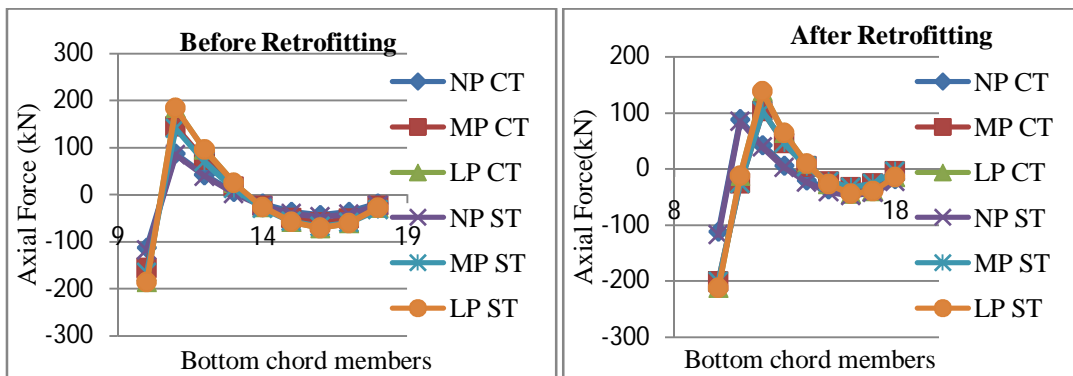 Before Retrofitting
300
200
100
0
-100
-200
-300
9
14
19
Axial Force (kN)
Bottom chord members
NP CT
MP CT
LP CT
NP ST
MP ST
LP ST
After Retrofitting
200
100
0
-100
-200
-300
8
18
Axial Force(kN)
Bottom chord members
NP CT
MP CT
LP CT
NP ST
MP ST
LP ST